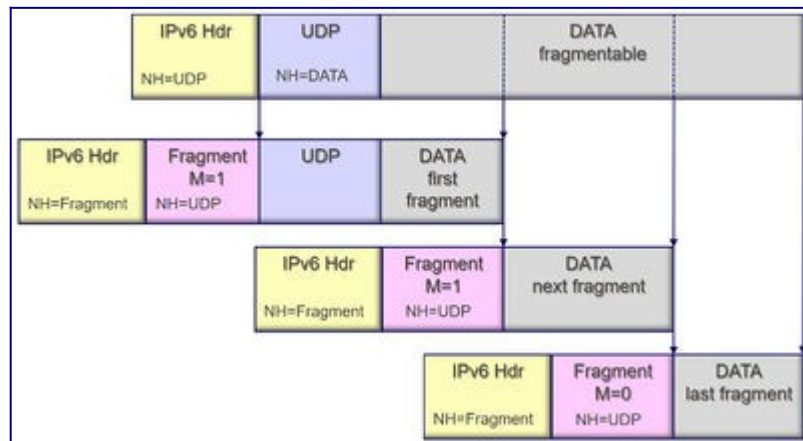 IPv6 Hdr
NH=UDP
UDP
NH=DATA
DATA
fragmentable
IPv6 Hdr
NH=Fragment
Fragment
M=1
NH=UDP
UDP
DATA
first
fragment
IPv6 Hdr
NH=Fragment
Fragment
M=1
NH=UDP
DATA
next fragment
IPv6 Hdr
NH=Fragment
Fragment
M=0
NH=UDP
DATA
last fragment